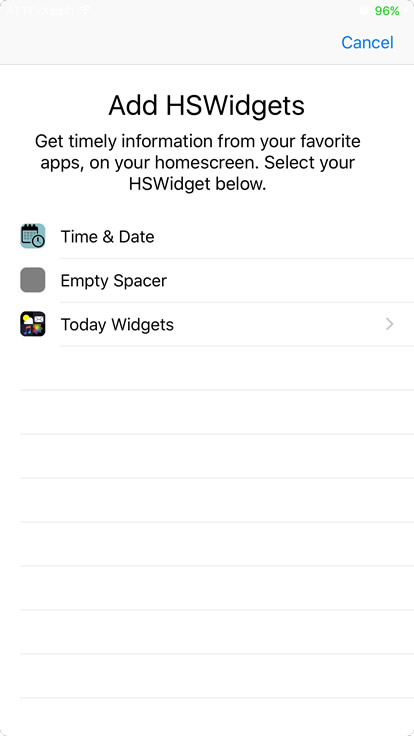 96%
Cancel
Add HSWidgets
Get timely information from your favorite
apps, on your homescreen. Select your
HSWidget below.
Time & Date
Empty Spacer
Today Widgets